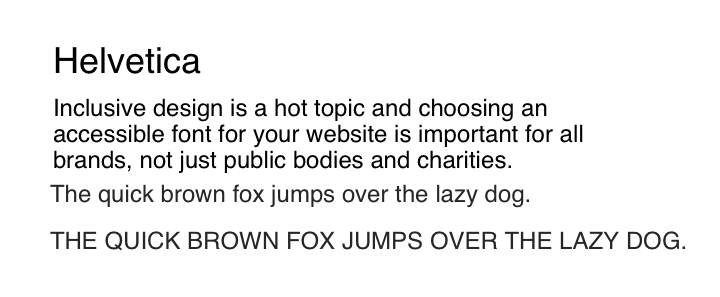 Helvetica
Inclusive design is a hot topic and choosing an
accessible font for your website is important for all
brands, not just public bodies and charities.
The quick brown fox jumps over the lazy dog.
THE QUICK BROWN FOX JUMPS OVER THE LAZY DOG.